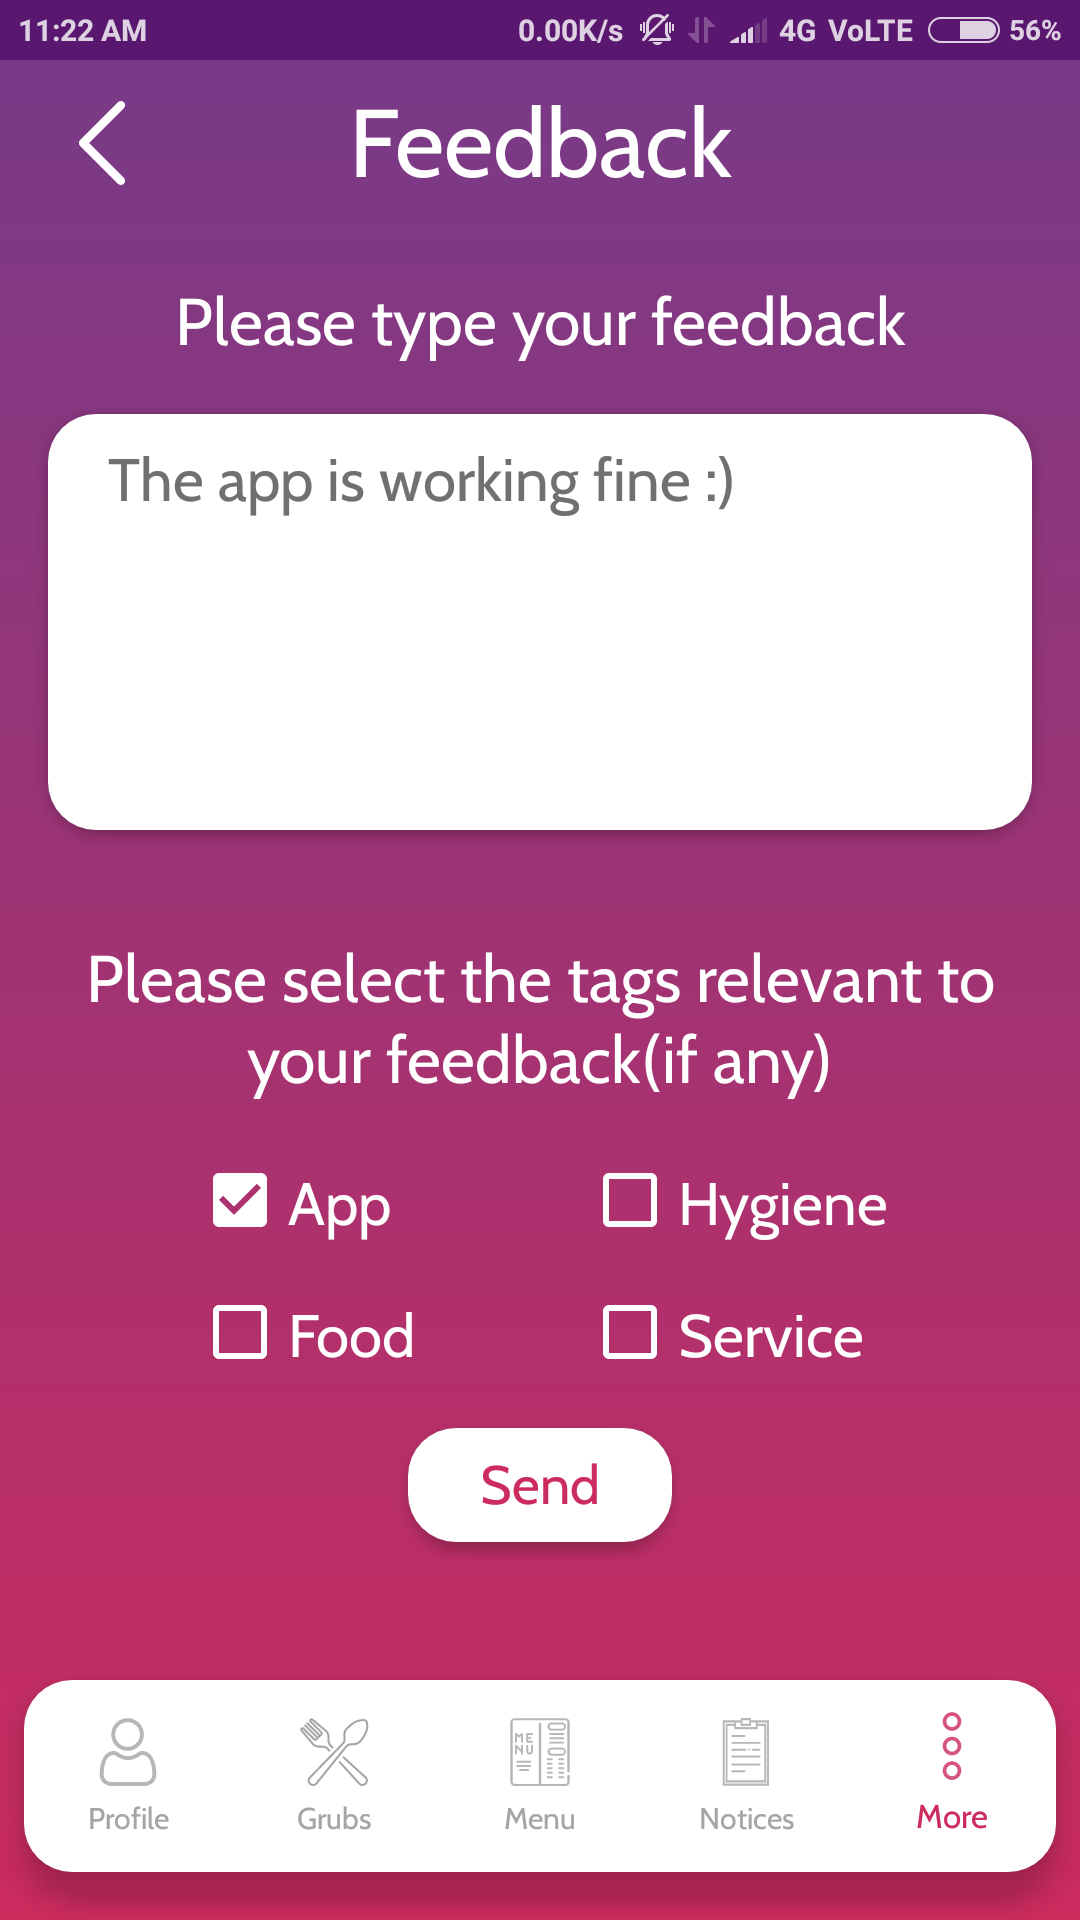 11:22 AM 0.00K/s 4G VoLTE 56%
Feedback
Please type your feedback
The app is working fine :)
Please select the tags relevant to
your feedback(if any)
App Hygiene
Food Service
Send
MENU
Profile Grubs Menu Notices More